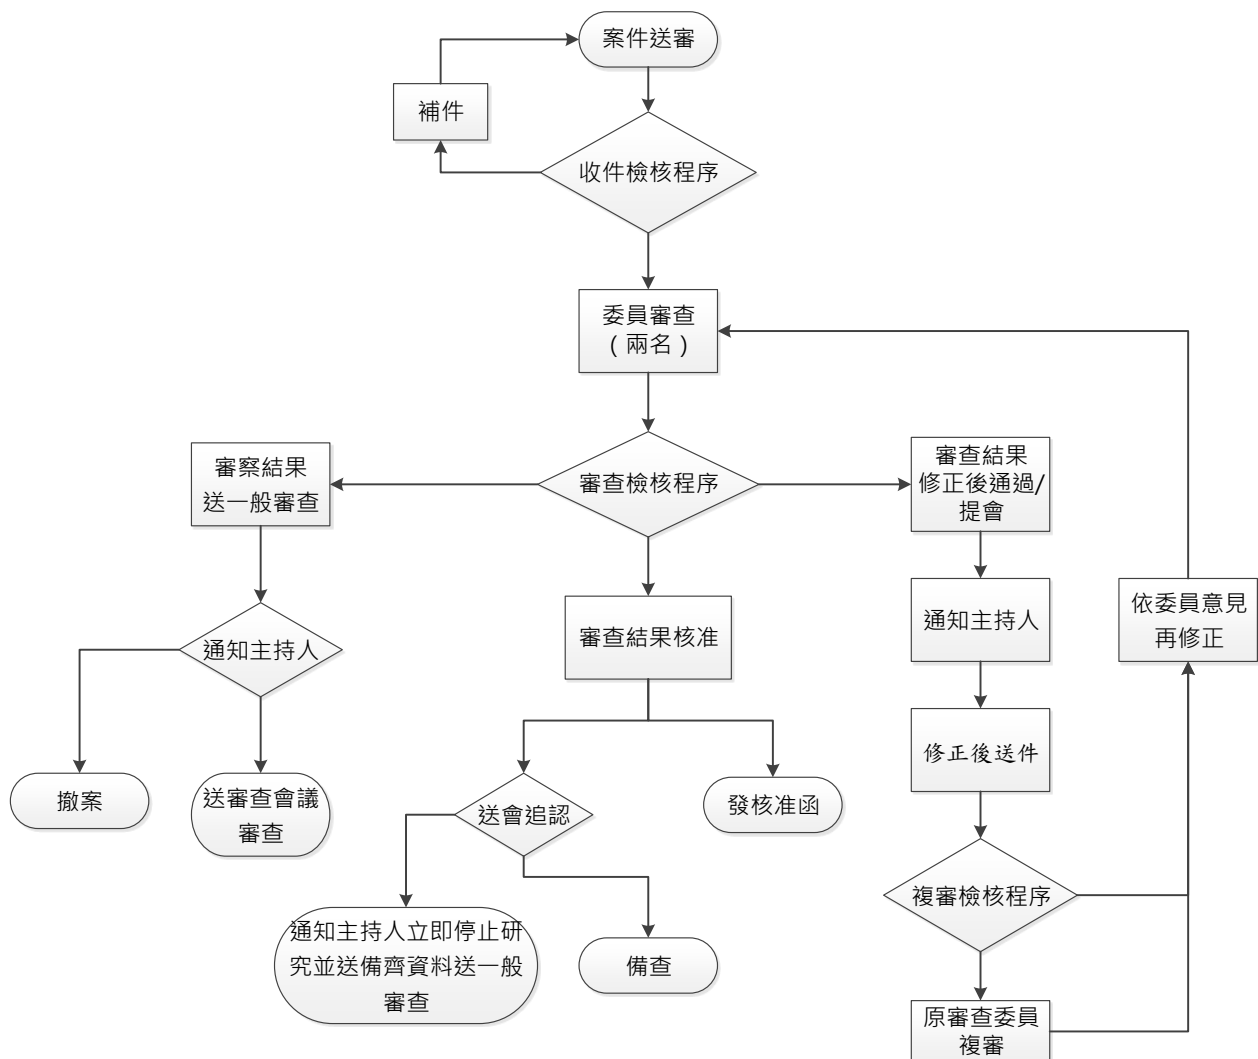 案件送審
補件
收件檢核程序
委員審查
（兩名）
審察結果
送一般審查
審查檢核程序
審查結果
修正後通過/
提會
通知主持人
審查結果核准
通知主持人
依委員意見
再修正
撤案
送審查會議
審查
送會追認
發核准函
修正後送件
複審檢核程序
通知主持人立即停止研
究並送備齊資料送一般
審查
備查
原審查委員
複審